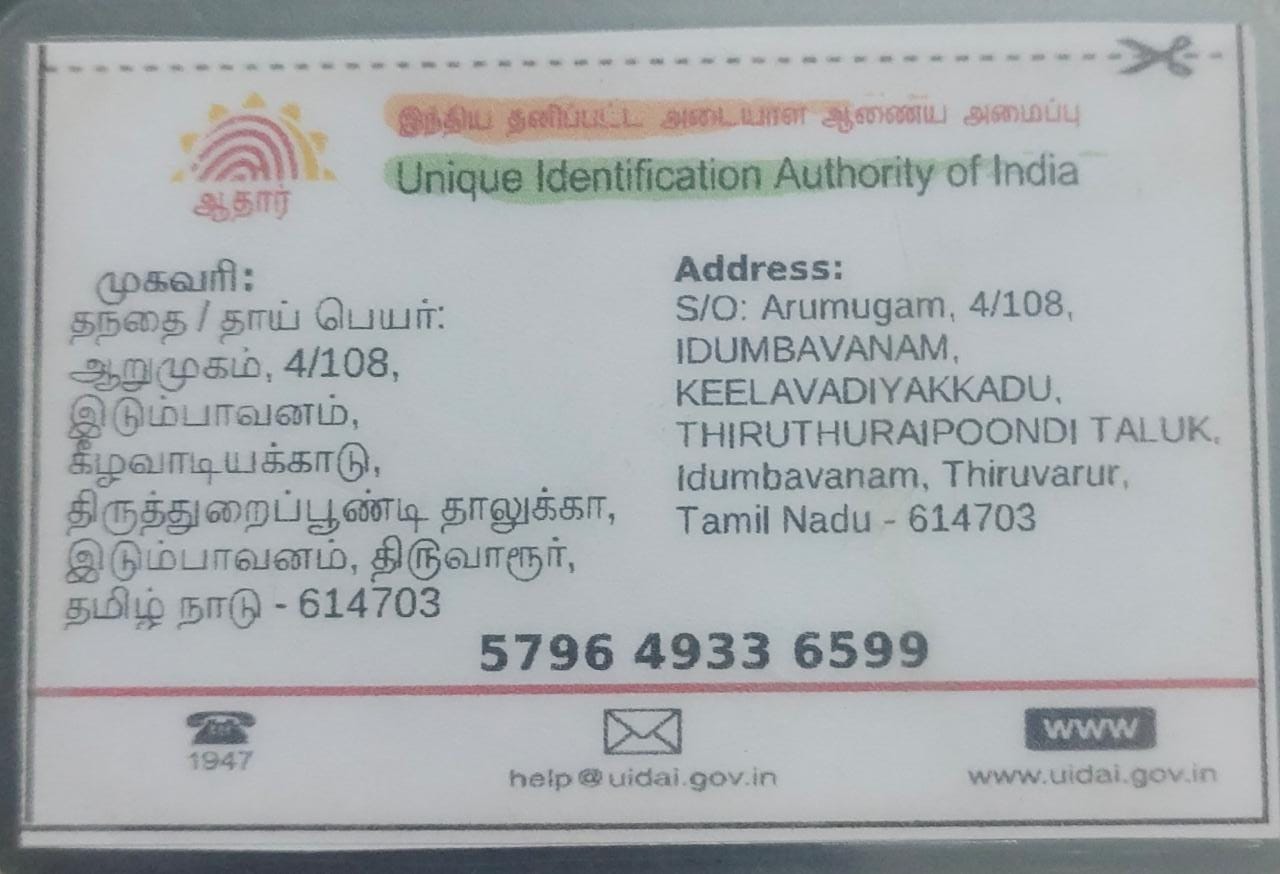 இந்திய தனிப்பட்ட அடையாள ஆணைய அமைப்பு
Unique Identification Authority of India
ஆதார்
முகவரி:
தந்தை / தாய் பெயர்:
ஆறுமுகம், 4/108,
இடும்பாவனம்,
கீழவாடியக்காடு,
திருத்துறைப்பூண்டி தாலுக்கா,
இடும்பாவனம், திருவாரூர்,
தமிழ் நாடு - 614703
Address:
S/O: Arumugam, 4/108,
IDUMBAVANAM,
KEELAVADIYAKKADU,
THIRUTHURAIPOONDI TALUK,
Idumbavanam, Thiruvarur,
Tamil Nadu - 614703
5796 4933 6599
1947
help@uidai.gov.in
www
www.uidai.gov.in